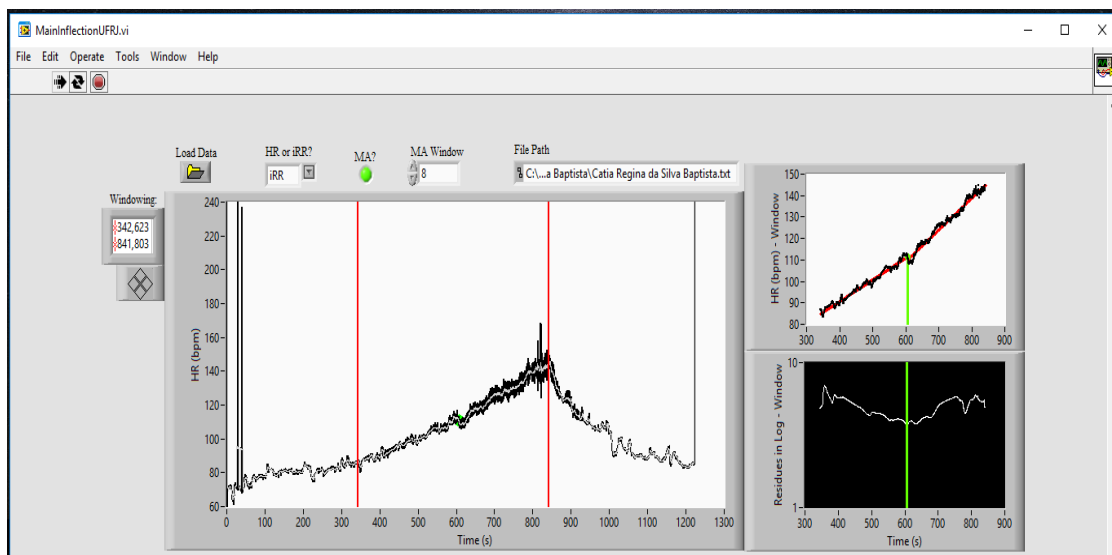 MainInflectionUFRJ.vi
File Edit Operate Tools Window Help
Load Data
HR or iRR?
MA?
MA Window
File Path
iRR
8
C:\...a Baptista\Catia Regina da Silva Baptista.txt
Windowing:
342,623
841,803
HR (bpm)
240
220
200
180
160
140
120
100
80
60
0 100 200 300 400 500 600 700 800 900 1000 1100 1200 1300
Time (s)
HR (bpm) - Window
150
140
130
120
110
100
90
80
300 400 500 600 700 800 900
Residues in Log - Window
10
1
300 400 500 600 700 800 900
Time (s)